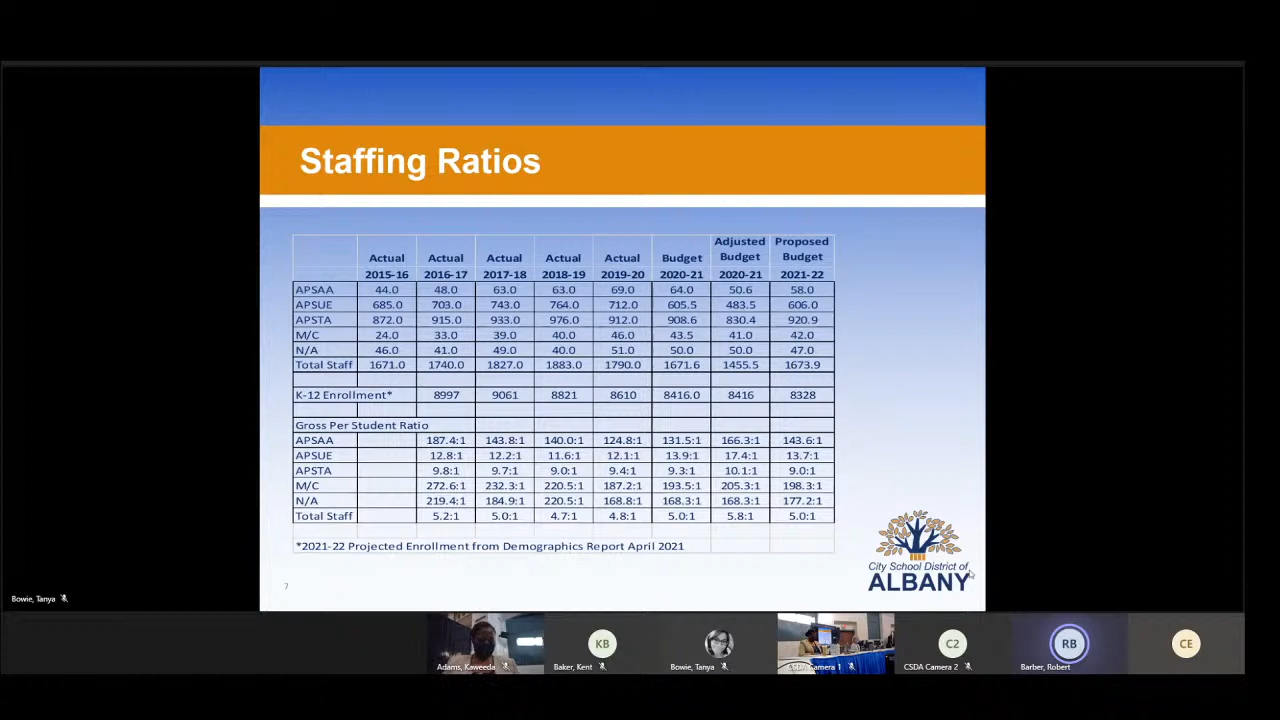 Staffing Ratios
Adjusted Proposed
Actual Actual Actual Actual Actual Budget Budget Budget
2015-16 2016-17 2017-18 2018-19 2019-20 2020-21 2020-21 2021-22
APSAA 44.0 48.0 63.0 63.0 69.0 64.0 50.6 58.0
APSUE 685.0 703.0 743.0 764.0 712.0 605.5 483.5 606.0
APSTA 872.0 915.0 933.0 976.0 912.0 908.6 830.4 920.9
M/C 24.0 33.0 39.0 40.0 46.0 43.5 41.0 42.0
N/A 46.0 41.0 49.0 40.0 51.0 50.0 50.0 47.0
Total Staff 1671.0 1740.0 1827.0 1883.0 1790.0 1671.6 1455.5 1673.9
K-12 Enrollment* 8997 9061 8821 8610 8416.0 8416 8328
Gross Per Student Ratio
APSAA 187.4:1 143.8:1 140.0:1 124.8:1 131.5:1 166.3:1 143.6:1
APSUE 12.8:1 12.2:1 11.6:1 12.1:1 13.9:1 17.4:1 13.7:1
APSTA 9.8:1 9.7:1 9.0:1 9.4:1 9.3:1 10.1:1 9.0:1
M/C 272.6:1 232.3:1 220.5:1 187.2:1 193.5:1 205.3:1 198.3:1
N/A 219.4:1 184.9:1 220.5:1 168.8:1 168.3:1 168.3:1 177.2:1
Total Staff 5.2:1 5.0:1 4.7:1 4.8:1 5.0:1 5.8:1 5.0:1
*2021-22 Projected Enrollment from Demographics Report April 2021
City School District of
ALBANY
7
Bowie, Tanya
KB
C2
RB
CE
Adams, Kaweeda
Baker, Kent
Bowie, Tanya
CSDA Camera 1
CSDA Camera 2
Barber, Robert